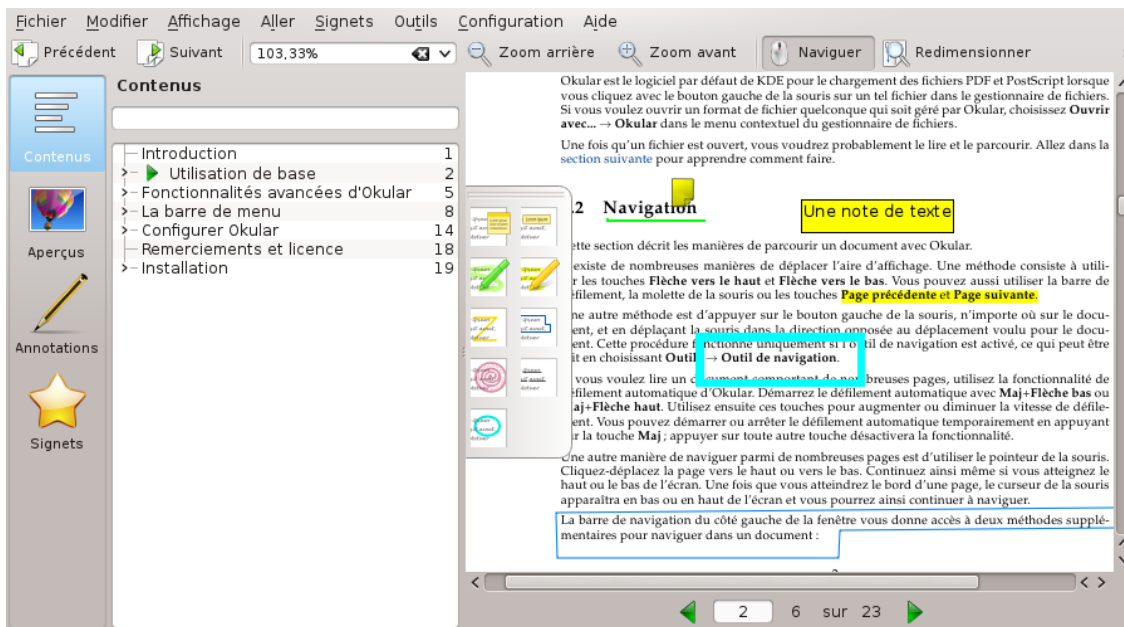 Fichier Modifier Affichage Aller Signets Outils Configuration Aide
Précédent Suivant 103,33% Zoom arrière Zoom avant Naviguer Redimensionner
Contenus
Aperçus
Annotations
Signets
Contenus
Introduction 1
Utilisation de base 2
Fonctionnalités avancées d'Okular 5
La barre de menu 8
Configurer Okular 14
Remerciements et licence 18
Installation 19
Okular est le logiciel par défaut de KDE pour le chargement des fichiers PDF et PostScript lorsque
vous cliquez avec le bouton gauche de la souris sur un tel fichier dans le gestionnaire de fichiers.
Si vous voulez ouvrir un format de fichier quelconque qui soit géré par Okular, choisissez Ouvrir
avec... → Okular dans le menu contextuel du gestionnaire de fichiers.
Une fois qu'un fichier est ouvert, vous voudrez probablement le lire et le parcourir. Allez dans la
section suivante pour apprendre comment faire.
.2 Navigation
Une note de texte
ette section décrit les manières de parcourir un document avec Okular.
existe de nombreuses manières de déplacer l'aire d'affichage. Une méthode consiste à utili-
r les touches Flèche vers le haut et Flèche vers le bas. Vous pouvez aussi utiliser la barre de
éfilement, la molette de la souris ou les touches Page précédente et Page suivante.
ne autre méthode est d'appuyer sur le bouton gauche de la souris, n'importe où sur le docu-
ent, et en déplaçant la souris dans la direction opposée au déplacement voulu pour le docu-
ent. Cette procédure fonctionne uniquement si l'outil de navigation est activé, ce qui peut être
it en choisissant Outils → Outil de navigation.
vous voulez lire un document comportant de nombreuses pages, utilisez la fonctionnalité de
éfilement automatique d'Okular. Démarrez le défilement automatique avec Maj+Flèche bas ou
aj+Flèche haut. Utilisez ensuite ces touches pour augmenter ou diminuer la vitesse de défile-
ent. Vous pouvez démarrer ou arrêter le défilement automatique temporairement en appuyant
ur la touche Maj ; appuyer sur toute autre touche désactivera la fonctionnalité.
Une autre manière de naviguer parmi de nombreuses pages est d'utiliser le pointeur de la souris.
Cliquez-déplacez la page vers le haut ou vers le bas. Continuez ainsi même si vous atteignez le
haut ou le bas de l'écran. Une fois que vous atteindrez le bord d'une page, le curseur de la souris
apparaîtra en bas ou en haut de l'écran et vous pourrez ainsi continuer à naviguer.
La barre de navigation du côté gauche de la fenêtre vous donne accès à deux méthodes supplé-
mentaires pour naviguer dans un document :
2 6 sur 23